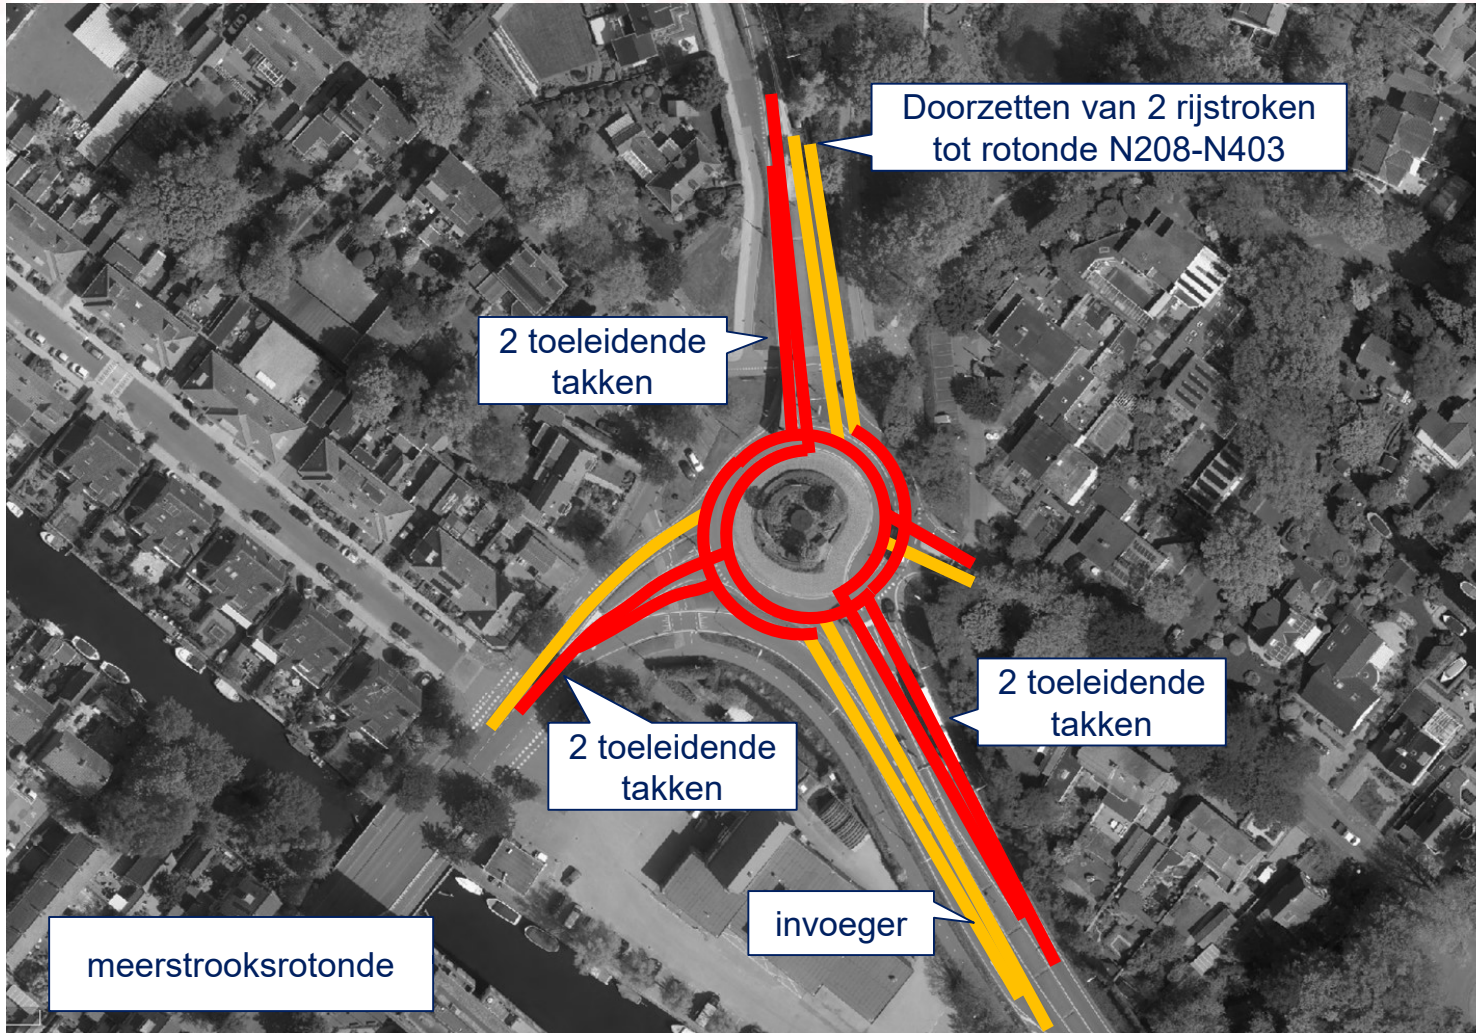 Doorzetten van 2 rijstroken
tot rotonde N208-N403
2 toeleidende
takken
2 toeleidende
takken
2 toeleidende
takken
invoeger
meerstrooksrotonde